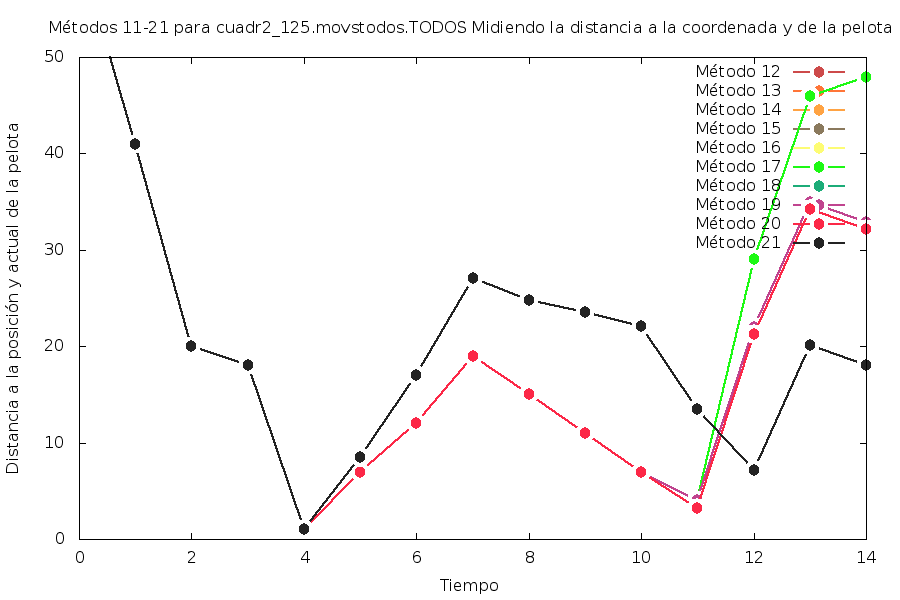 Métodos 11-21 para cuadr2_125.movstodos.TODOS Midiendo la distancia a la coordenada y de la pelota
50
40
30
20
10
0
Distancia a la posición y actual de la pelota
Método 12
Método 13
Método 14
Método 15
Método 16
Método 17
Método 18
Método 19
Método 20
Método 21
0 2 4 6 8 10 12 14
Tiempo